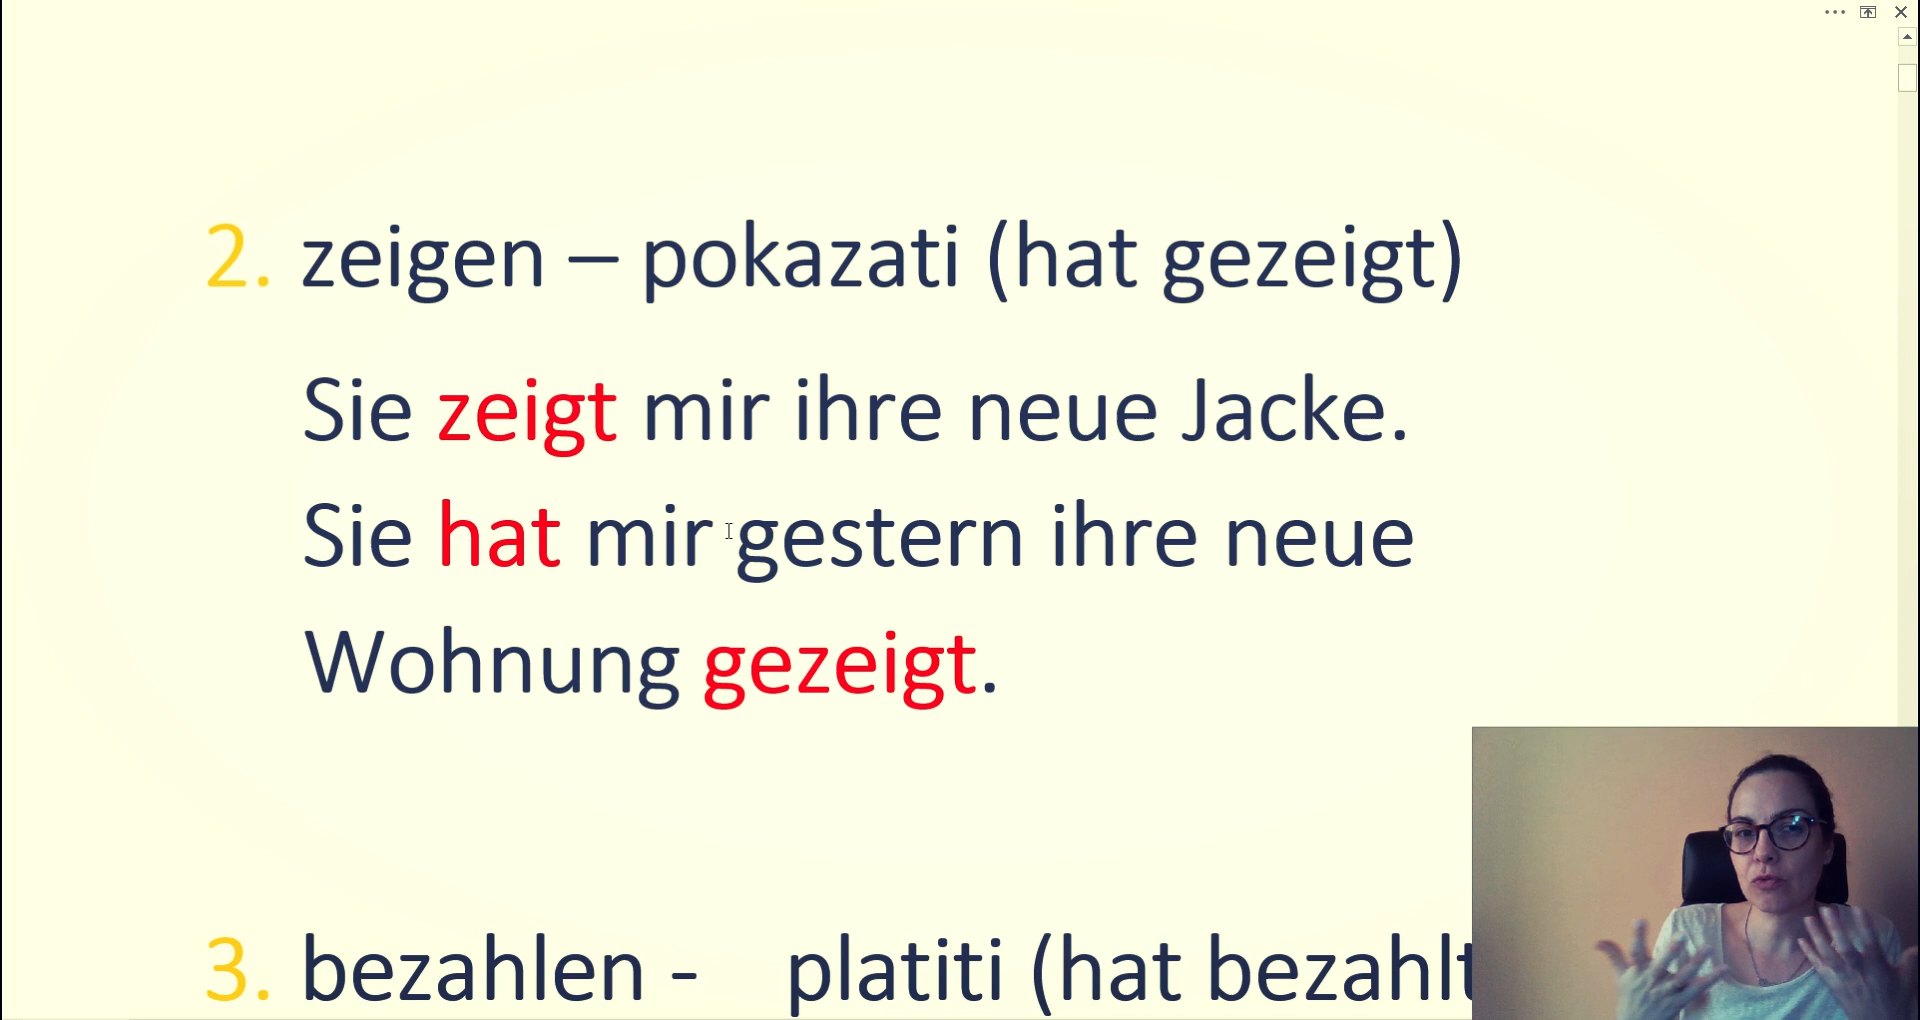 2. zeigen – pokazati (hat gezeigt)
Sie zeigt mir ihre neue Jacke.
Sie hat mir gestern ihre neue
Wohnung gezeigt.
3. bezahlen - platiti (hat bezahlt